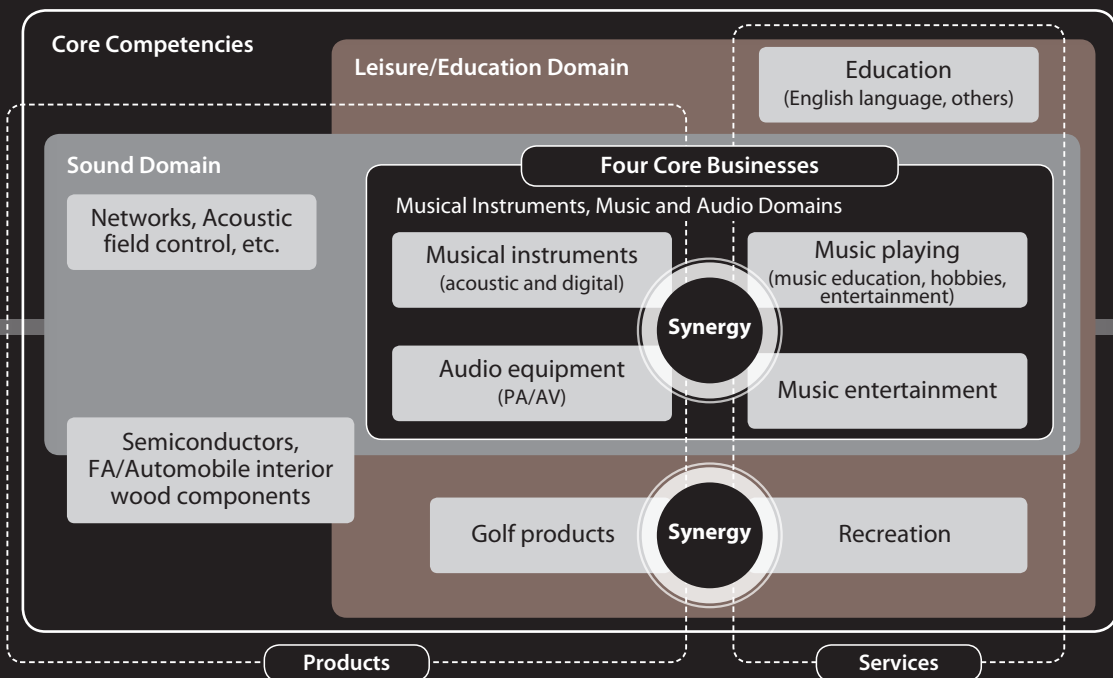 Core Competencies
Leisure/Education Domain
Education
(English language, others)
Sound Domain
Four Core Businesses
Networks, Acoustic
field control, etc.
Musical Instruments, Music and Audio Domains
Musical instruments
(acoustic and digital)
Music playing
(music education, hobbies,
entertainment)
Synergy
Audio equipment
(PA/AV)
Music entertainment
Semiconductors,
FA/Automobile interior
wood components
Golf products
Synergy
Recreation
Products
Services